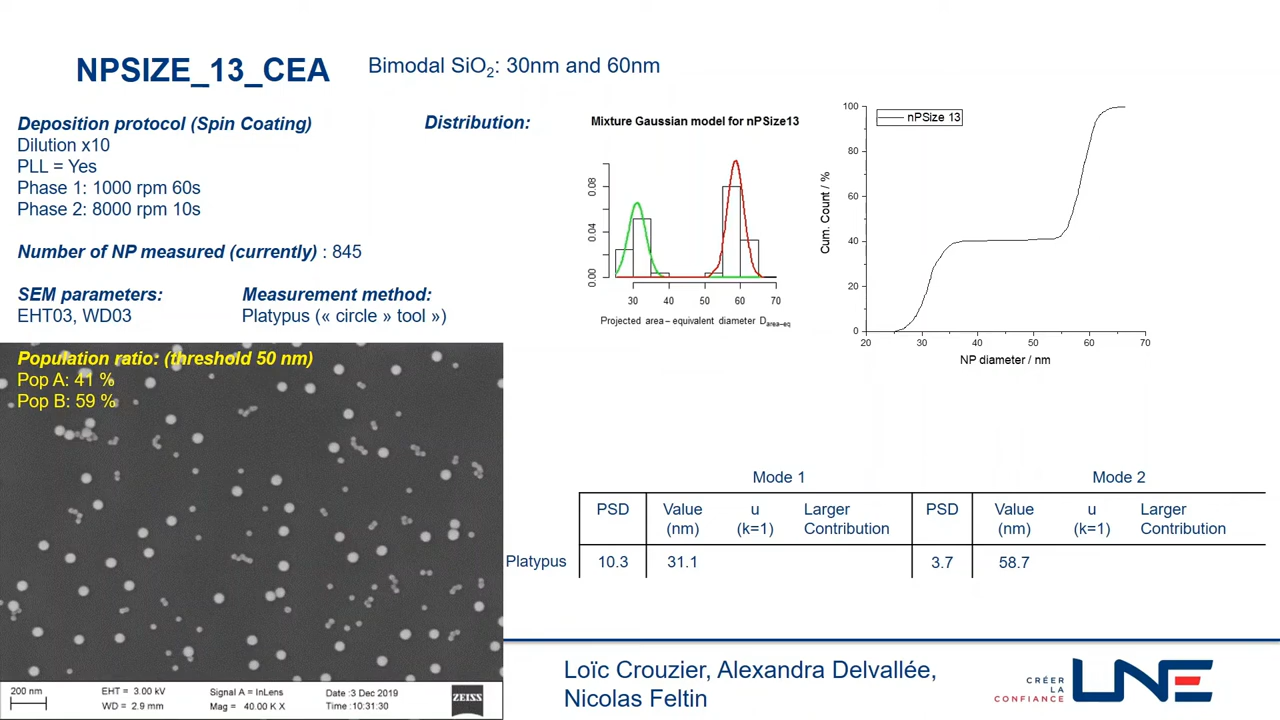 NPSIZE_13_CEA
Bimodal SiO₂: 30nm and 60nm
Deposition protocol (Spin Coating)
Dilution x10
PLL = Yes
Phase 1: 1000 rpm 60s
Phase 2: 8000 rpm 10s
Number of NP measured (currently) : 845
SEM parameters:
EHT03, WD03
Measurement method:
Platypus (« circle » tool »)
Distribution:
Mixture Gaussian model for nPSize13
0.08
0.04
0.00
30 40 50 60 70
Projected area – equivalent diameter Darea–eq
100
80
60
40
20
0
Cum. Count / %
nPSize 13
20 30 40 50 60 70
NP diameter / nm
Population ratio: (threshold 50 nm)
Pop A: 41 %
Pop B: 59 %
200 nm
EHT = 3.00 kV
WD = 2.9 mm
Signal A = InLens
Mag = 40.00 K X
Date :3 Dec 2019
Time :10:31:30
ZEISS
Mode 1 Mode 2
PSD Value (nm) u (k=1) Larger Contribution PSD Value (nm) u (k=1) Larger Contribution
Platypus 10.3 31.1 3.7 58.7
Loïc Crouzier, Alexandra Delvallée,
Nicolas Feltin
CRÉER
LA
CONFIANCE
LNE